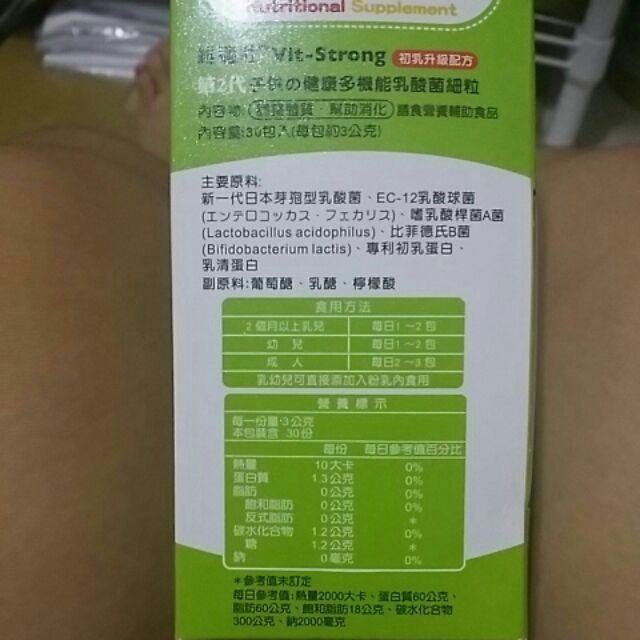 Nutritional Supplement
Vit-Strong 初乳升級配方
第2代子供の健康多機能乳酸菌細粒
內容物:調整體質・幫助消化 膳食營養輔助食品
內容量:30包入(每包約3公克)
主要原料:
新一代日本芽孢型乳酸菌、EC-12乳酸球菌
(エンテロコッカス・フェカリス)、嗜乳酸桿菌A菌
(Lactobacillus acidophilus)、比菲德氏B菌
(Bifidobacterium lactis)、專利初乳蛋白、
乳清蛋白
副原料:葡萄醣、乳醣、檸檬酸
食用方法
2個月以上乳兒 每日1~2包
幼兒 每日1~2包
成人 每日2~3包
乳幼兒可直接添加入粉乳內食用
營養標示
每一份量:3公克
本包裝含 30份
每份 每日參考值百分比
熱量 10大卡 0%
蛋白質 1.3公克 0%
脂肪 0公克 0%
飽和脂肪 0公克 0%
反式脂肪 0公克 *
碳水化合物 1.2公克 0%
糖 1.2公克 *
鈉 0毫克 0%
*參考值未訂定
每日參考值:熱量2000大卡、蛋白質60公克、
脂肪60公克、飽和脂肪18公克、碳水化合物
300公克、鈉2000毫克